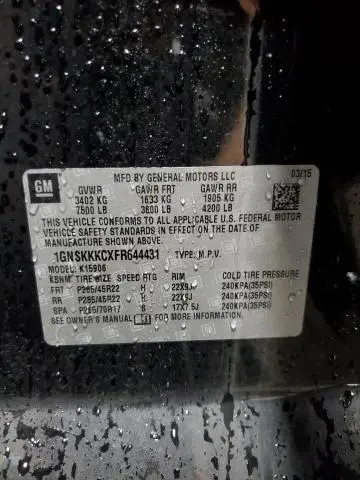 GM
MFD BY GENERAL MOTORS LLC
03/15
GVWR GAWR FRT GAWR RR
3402 KG 1633 KG 1905 KG
7500 LB 3600 LB 4200 LB
THIS VEHICLE CONFORMS TO ALL APPLICABLE U.S. FEDERAL MOTOR
VEHICLE SAFETY STANDARDS IN EFFECT ON THE DATE OF
MANUFACTURE SHOWN ABOVE.
1GNSKKKCXFR644431 TYPE: M.P.V.
MODEL: K15906
TIRE SIZE SPEED RTG RIM COLD TIRE PRESSURE
FRT P285/45R22 H 22X9J 240KPA(35PSI)
RR P285/45R22 H 22X9J 240KPA(35PSI)
SPA P265/70R17 S 17X7.5J 240KPA(35PSI)
SEE OWNER'S MANUAL FOR MORE INFORMATION.